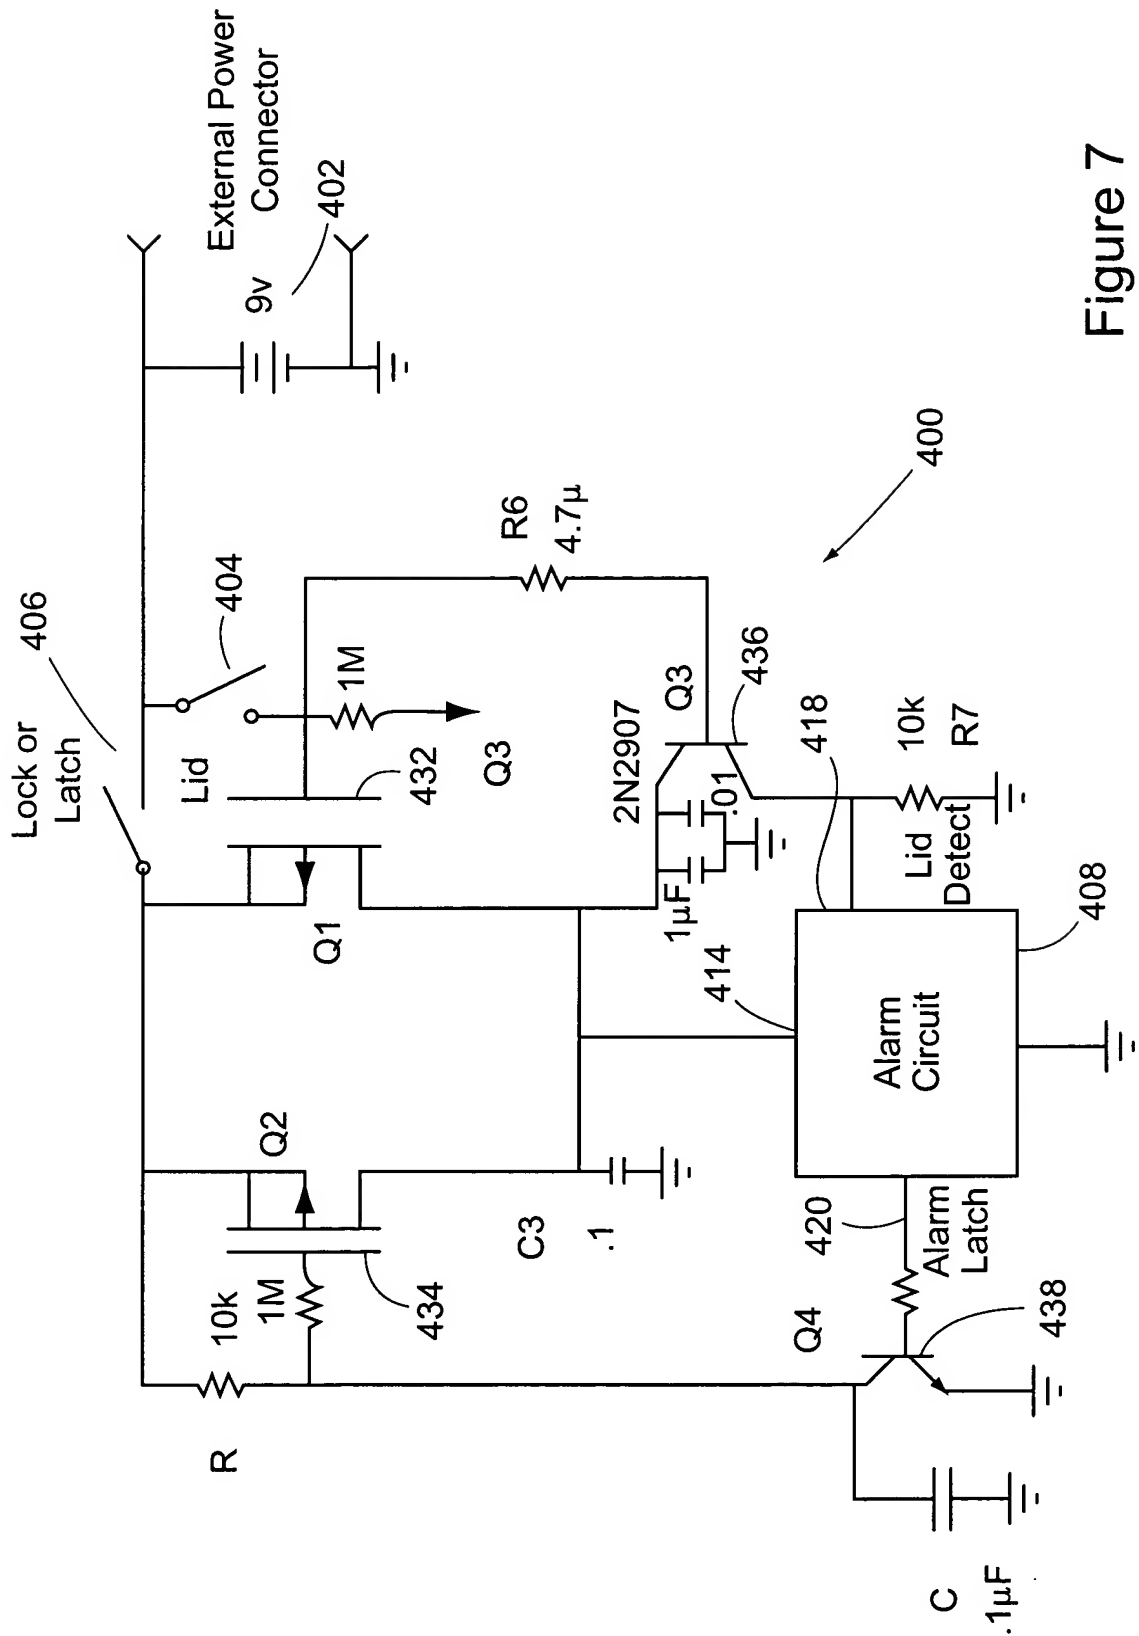 Lock or
Latch
406
External Power
Connector
9v
402
404
Lid
1M
Q3
432
Q1
R6
4.7μ
400
Q2
10k
1M
434
R
C3
.1
2N2907
Q3
436
1μF
.01
414
418
10k
R7
Lid
Detect
Alarm
Circuit
408
420
Alarm
Latch
Q4
438
C
.1μF
Figure 7